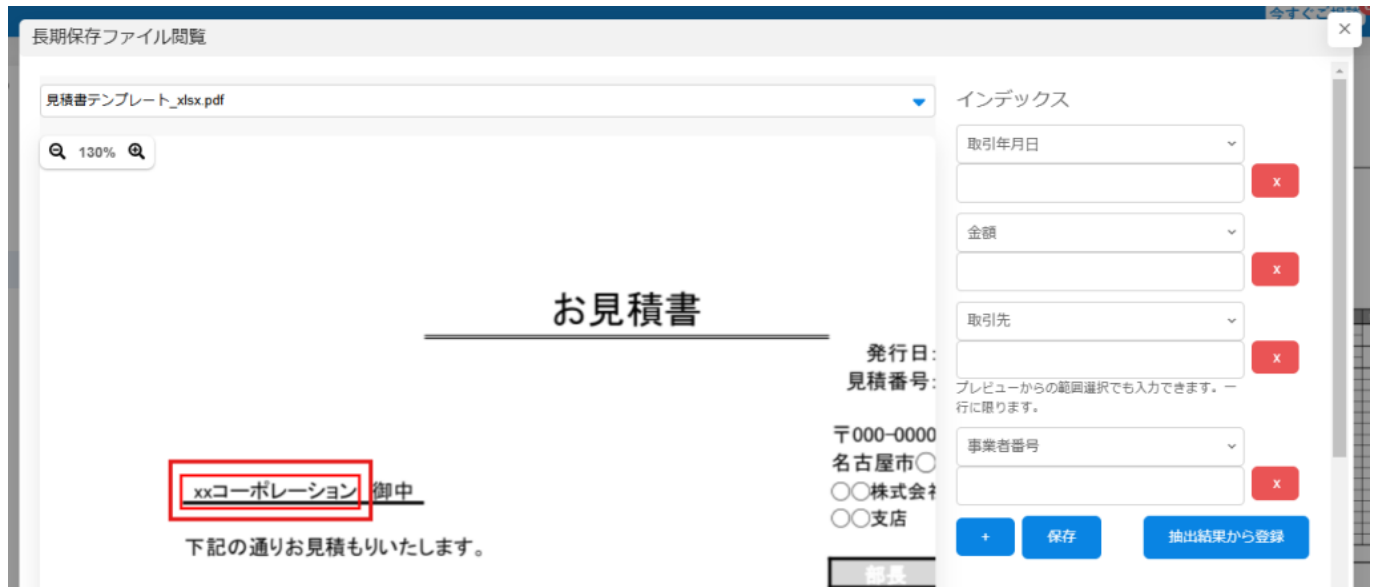 今すぐご相談
長期保存ファイル閲覧
×
見積書テンプレート_xlsx.pdf
130%
お見積書
発行日:
見積番号:
〒000-0000
名古屋市〇
xxコーポレーション 御中
〇〇株式会社
〇〇支店
下記の通りお見積もりいたします。
部長
インデックス
取引年月日
x
金額
x
取引先
x
プレビューからの範囲選択でも入力できます。一
行に限ります。
事業者番号
x
+
保存
抽出結果から登録